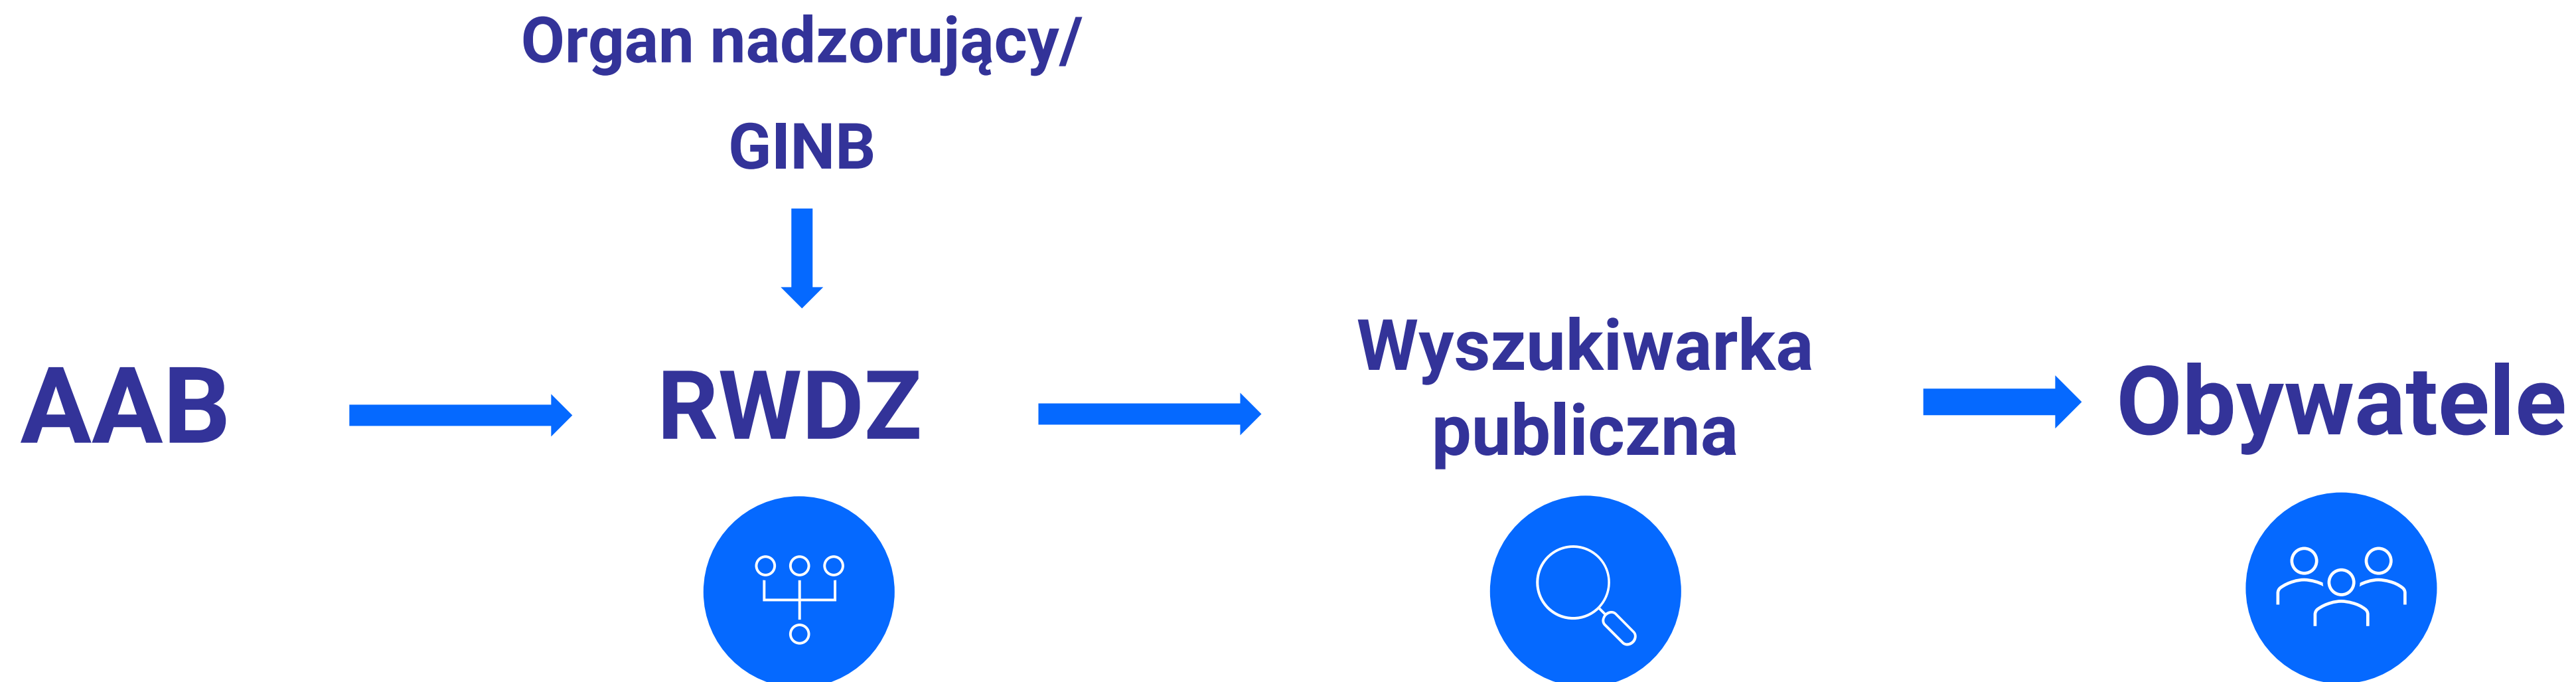 Organ nadzorujący/
GINB
AAB
RWDZ
Wyszukiwarka
publiczna
Obywatele